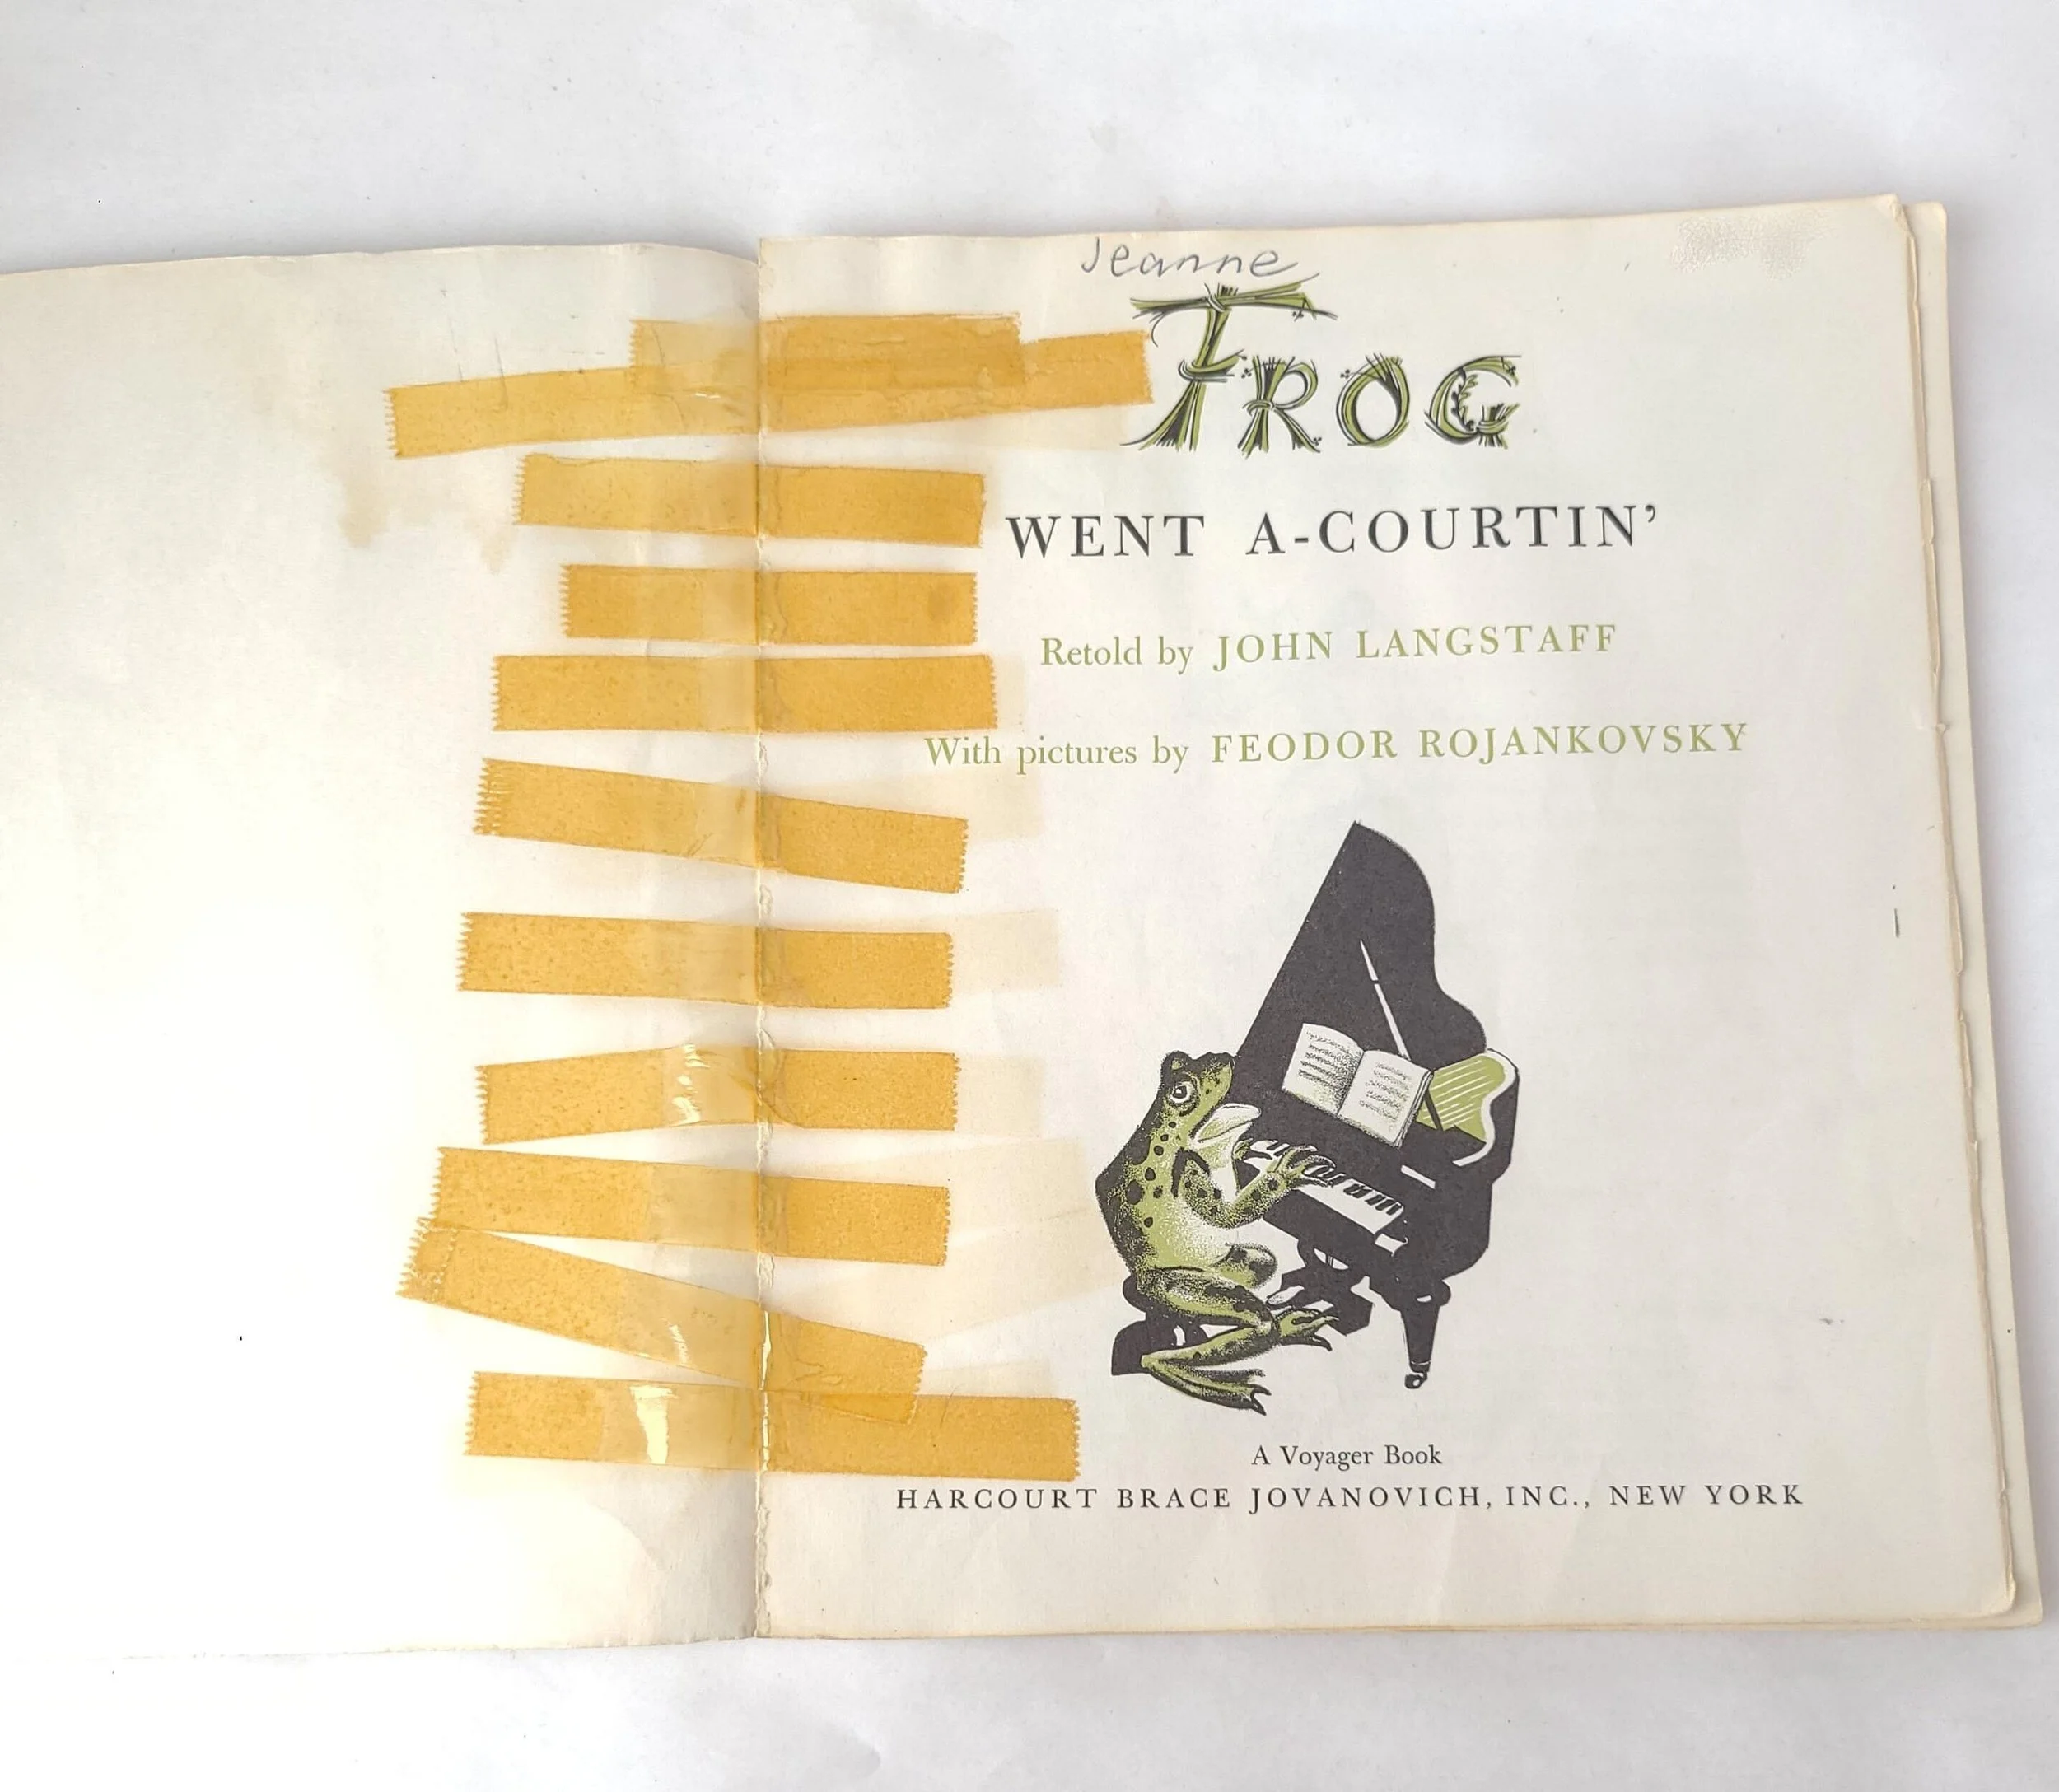 Jeanne
FROG
WENT A-COURTIN’
Retold by JOHN LANGSTAFF
With pictures by FEODOR ROJANKOVSKY
A Voyager Book
HARCOURT BRACE JOVANOVICH, INC., NEW YORK